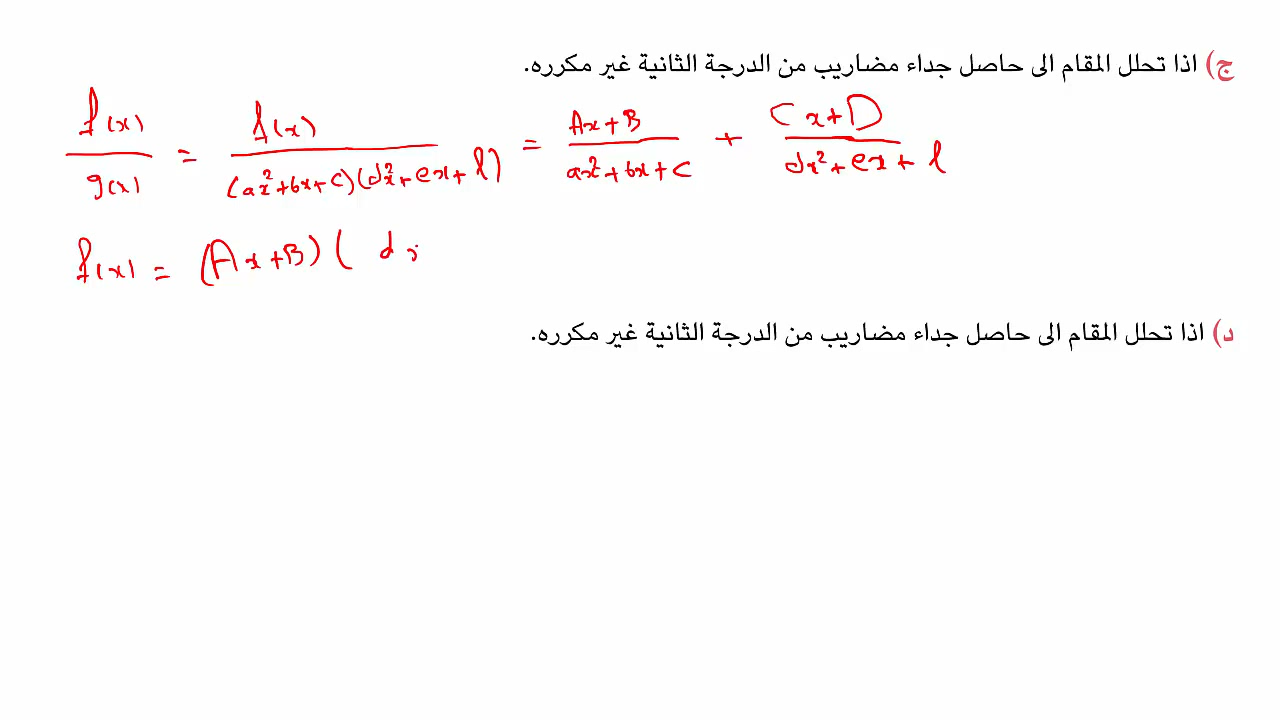 ج) اذا تحلل المقام الى حاصل جداء مضاريب من الدرجة الثانية غير مكرره.
f(x)/g(x) = f(x)/(ax²+bx+c)(dx²+ex+l) = Ax+B/ax²+bx+c + Cx+D/dx²+ex+l
f(x) = (Ax+B)( dx
د) اذا تحلل المقام الى حاصل جداء مضاريب من الدرجة الثانية غير مكرره.